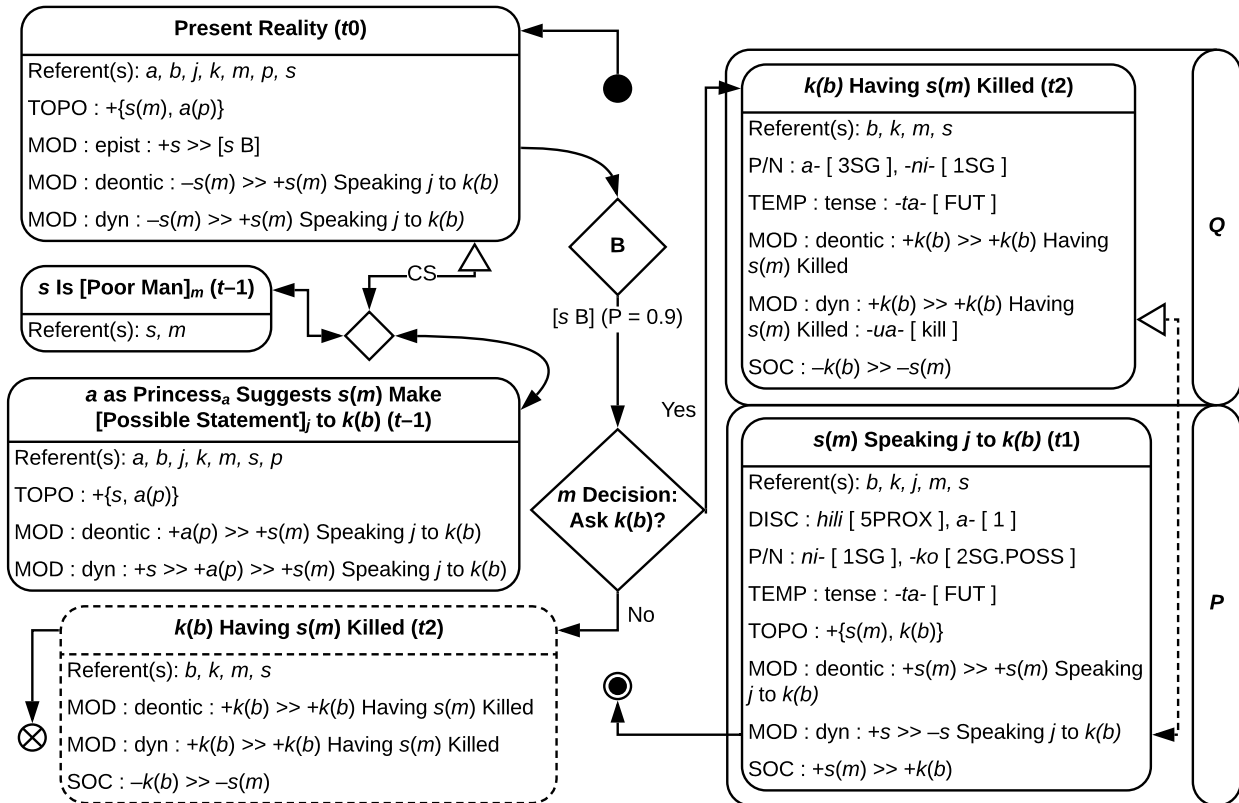 Present Reality (t0)
Referent(s): a, b, j, k, m, p, s
TOPO : +{s(m), a(p)}
MOD : epist : +s >> [s B]
MOD : deontic : –s(m) >> +s(m) Speaking j to k(b)
MOD : dyn : –s(m) >> +s(m) Speaking j to k(b)
CS
s Is [Poor Man]m (t–1)
Referent(s): s, m
a as Princessa Suggests s(m) Make
[Possible Statement]j to k(b) (t–1)
Referent(s): a, b, j, k, m, s, p
TOPO : +{s, a(p)}
MOD : deontic : +a(p) >> +s(m) Speaking j to k(b)
MOD : dyn : +s >> +a(p) >> +s(m) Speaking j to k(b)
B
[s B] (P = 0.9)
m Decision:
Ask k(b)?
Yes
No
k(b) Having s(m) Killed (t2)
Referent(s): b, k, m, s
MOD : deontic : +k(b) >> +k(b) Having s(m) Killed
MOD : dyn : +k(b) >> +k(b) Having s(m) Killed
SOC : –k(b) >> –s(m)
k(b) Having s(m) Killed (t2)
Referent(s): b, k, m, s
P/N : a- [ 3SG ], -ni- [ 1SG ]
TEMP : tense : -ta- [ FUT ]
MOD : deontic : +k(b) >> +k(b) Having
s(m) Killed
MOD : dyn : +k(b) >> +k(b) Having
s(m) Killed : -ua- [ kill ]
SOC : –k(b) >> –s(m)
Q
s(m) Speaking j to k(b) (t1)
Referent(s): b, k, j, m, s
DISC : hili [ 5PROX ], a- [ 1 ]
P/N : ni- [ 1SG ], -ko [ 2SG.POSS ]
TEMP : tense : -ta- [ FUT ]
TOPO : +{s(m), k(b)}
MOD : deontic : +s(m) >> +s(m) Speaking
j to k(b)
MOD : dyn : +s >> –s Speaking j to k(b)
SOC : +s(m) >> +k(b)
P